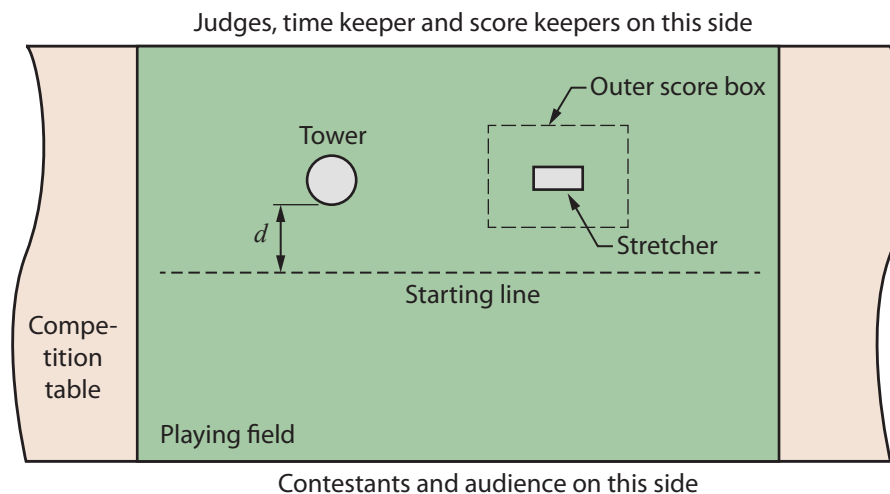 Judges, time keeper and score keepers on this side
Outer score box
Tower
d
Stretcher
Starting line
Compe-
tition
table
Playing field
Contestants and audience on this side